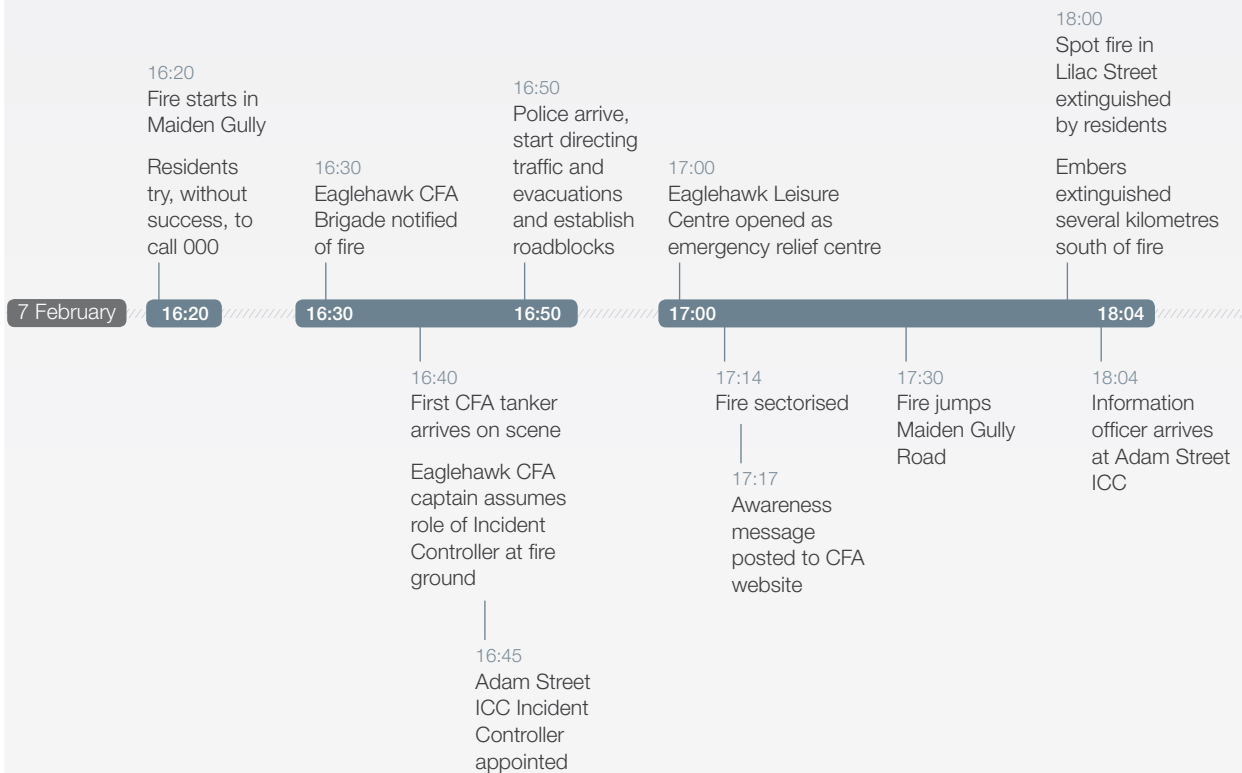 16:20
Fire starts in
Maiden Gully
Residents
try, without
success, to
call 000
16:30
Eaglehawk CFA
Brigade notified
of fire
16:50
Police arrive,
start directing
traffic and
evacuations
and establish
roadblocks
17:00
Eaglehawk Leisure
Centre opened as
emergency relief centre
18:00
Spot fire in
Lilac Street
extinguished
by residents
Embers
extinguished
several kilometres
south of fire
7 February
16:20
16:30
16:50
17:00
18:04
16:40
First CFA tanker
arrives on scene
Eaglehawk CFA
captain assumes
role of Incident
Controller at fire
ground
16:45
Adam Street
ICC Incident
Controller
appointed
17:14
Fire sectorised
17:17
Awareness
message
posted to CFA
website
17:30
Fire jumps
Maiden Gully
Road
18:04
Information
officer arrives
at Adam Street
ICC